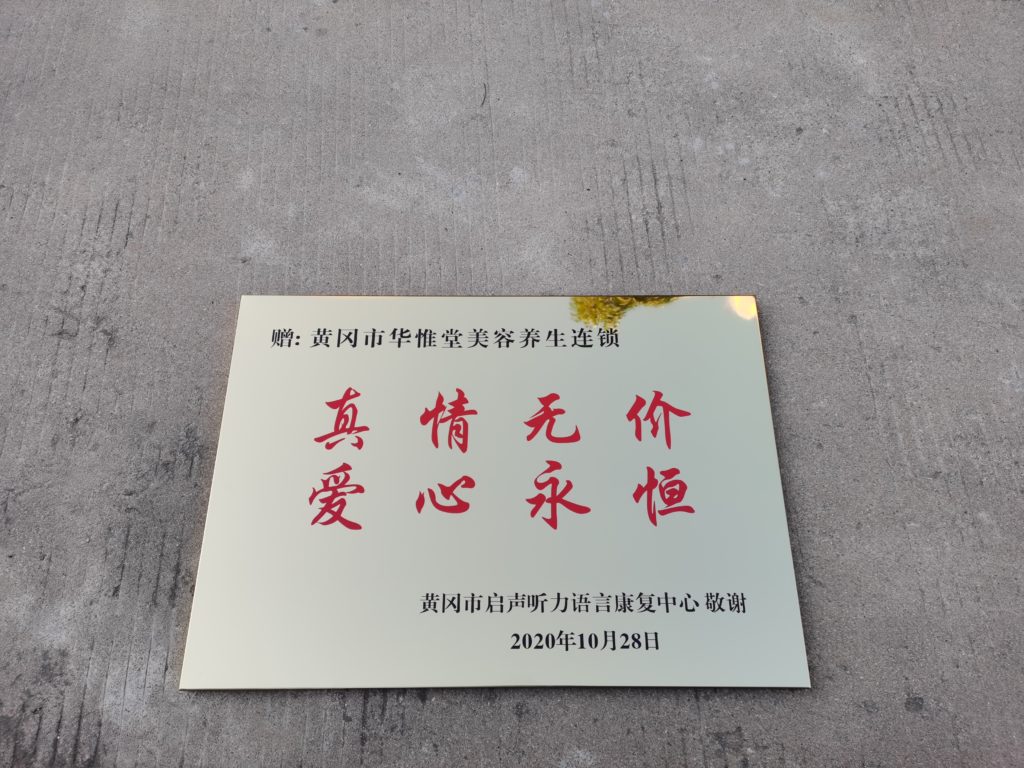 赠: 黄冈市华惟堂美容养生连锁
真情无价
爱心永恒
黄冈市启声听力语言康复中心 敬谢
2020年10月28日